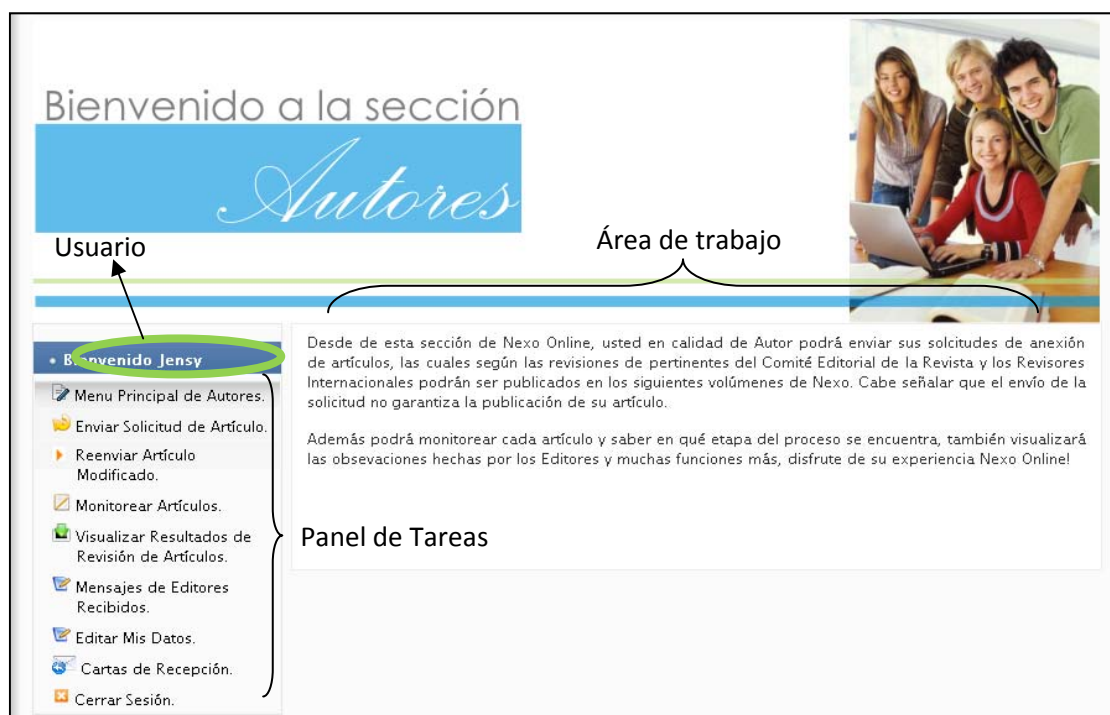 Bienvenido a la sección
Autores
Usuario
Área de trabajo
• Bienvenido Jensy
Menu Principal de Autores.
Enviar Solicitud de Artículo.
Reenviar Artículo
Modificado.
Monitorear Artículos.
Visualizar Resultados de
Revisión de Artículos.
Mensajes de Editores
Recibidos.
Editar Mis Datos.
Cartas de Recepción.
Cerrar Sesión.
Panel de Tareas
Desde de esta sección de Nexo Online, usted en calidad de Autor podrá enviar sus solcitudes de anexión
de artículos, las cuales según las revisiones de pertinentes del Comité Editorial de la Revista y los Revisores
Internacionales podrán ser publicados en los siguientes volúmenes de Nexo. Cabe señalar que el envío de la
solicitud no garantiza la publicación de su artículo.
Además podrá monitorear cada artículo y saber en qué etapa del proceso se encuentra, también visualizará
las obsevaciones hechas por los Editores y muchas funciones más, disfrute de su experiencia Nexo Online!